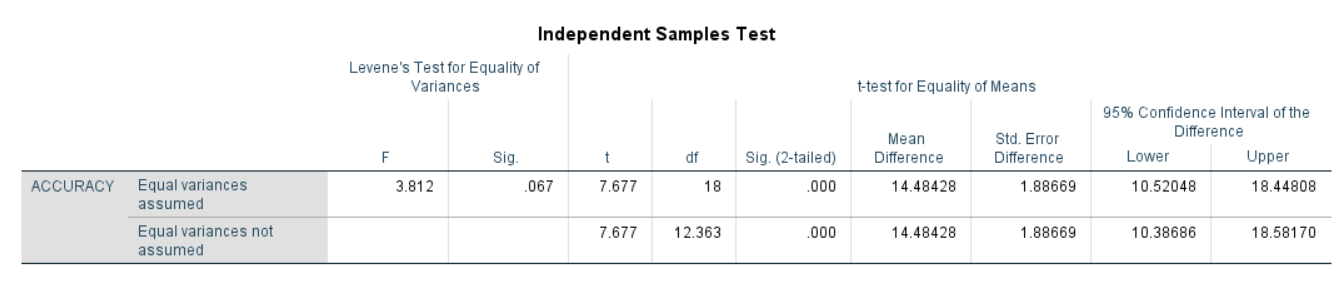 Independent Samples Test
Levene's Test for Equality of
Variances
t-test for Equality of Means
95% Confidence Interval of the
Difference
F Sig. t df Sig. (2-tailed) Mean
Difference Std. Error
Difference Lower Upper
ACCURACY Equal variances
assumed 3.812 .067 7.677 18 .000 14.48428 1.88669 10.52048 18.44808
Equal variances not
assumed 7.677 12.363 .000 14.48428 1.88669 10.38686 18.58170